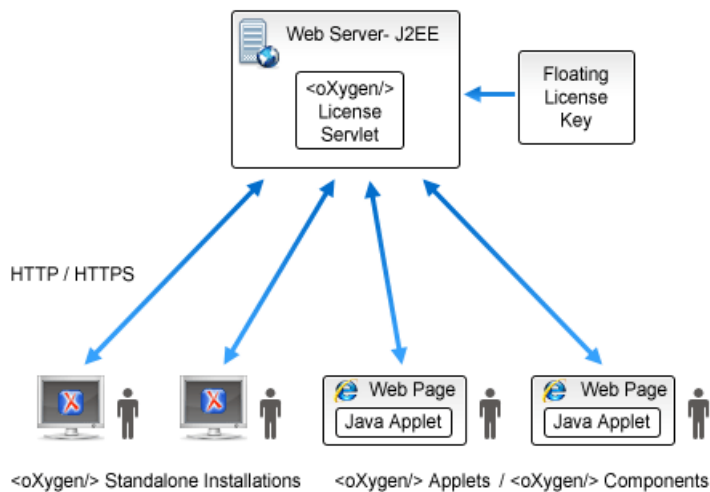 Web Server- J2EE
<oXygen/>
License
Servlet
Floating
License
Key
HTTP / HTTPS
X
X
Web Page
Java Applet
Web Page
Java Applet
<oXygen/> Standalone Installations
<oXygen/> Applets / <oXygen/> Components